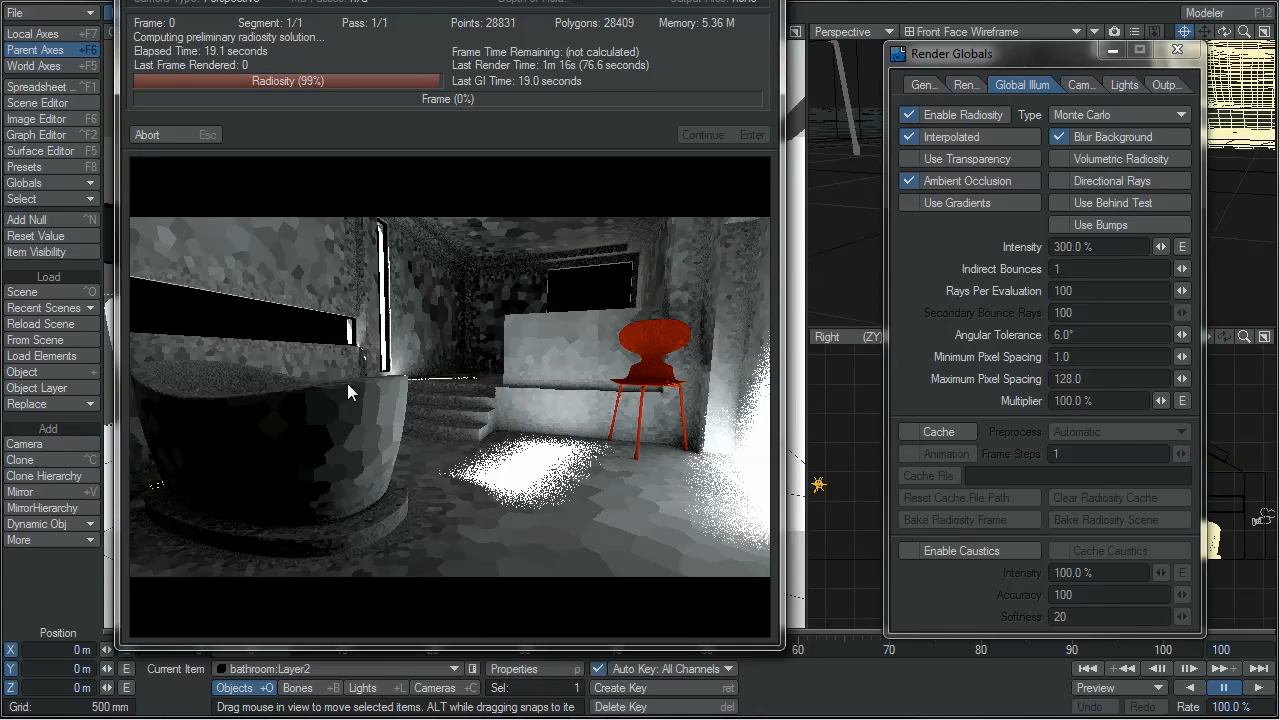 File
Modeler F12
Local Axes +F7
Parent Axes +F6
World Axes +F5
Spreadsheet ... ^F1
Scene Editor
Image Editor F6
Graph Editor ^F2
Surface Editor F5
Presets F8
Globals
Select
Add Null ^N
Reset Value
Item Visibility
Load
Scene ^O
Recent Scenes
Reload Scene
From Scene
Load Elements
Object +
Object Layer
Replace
Add
Camera
Clone ^C
Clone Hierarchy
Mirror +V
MirrorHierarchy
Dynamic Obj
More
Position
X 0 m E
Y 0 m E
Z 0 m E
Grid: 500 mm
Frame: 0 Segment: 1/1 Pass: 1/1 Points: 28831 Polygons: 28409 Memory: 5.36 M
Computing preliminary radiosity solution...
Elapsed Time: 19.1 seconds Frame Time Remaining: (not calculated)
Last Frame Rendered: 0 Last Render Time: 1m 16s (76.6 seconds)
Radiosity (99%) Last GI Time: 19.0 seconds
Frame (0%)
Abort Esc Continue Enter
Perspective Front Face Wireframe
Right (ZY)
Render Globals
Gen... Ren... Global Illum Cam... Lights Outp...
Enable Radiosity Type Monte Carlo
Interpolated Blur Background
Use Transparency Volumetric Radiosity
Ambient Occlusion Directional Rays
Use Gradients Use Behind Test
Use Bumps
Intensity 300.0 % E
Indirect Bounces 1
Rays Per Evaluation 100
Secondary Bounce Rays 100
Angular Tolerance 6.0°
Minimum Pixel Spacing 1.0
Maximum Pixel Spacing 128.0
Multiplier 100.0 % E
Cache Preprocess Automatic
Animation Frame Steps 1
Cache File
Reset Cache File Path Clear Radiosity Cache
Bake Radiosity Frame Bake Radiosity Scene
Enable Caustics Cache Caustics
Intensity 100.0 % E
Accuracy 100
Softness 20
60 70 80 90 100 100
Current Item bathroom:Layer2 Properties p Auto Key: All Channels
Objects +O Bones +B Lights +L Cameras +C Sel: 1 Create Key ret Preview
Drag mouse in view to move selected items. ALT while dragging snaps to ite Delete Key Undo Redo Rate 100.0 %